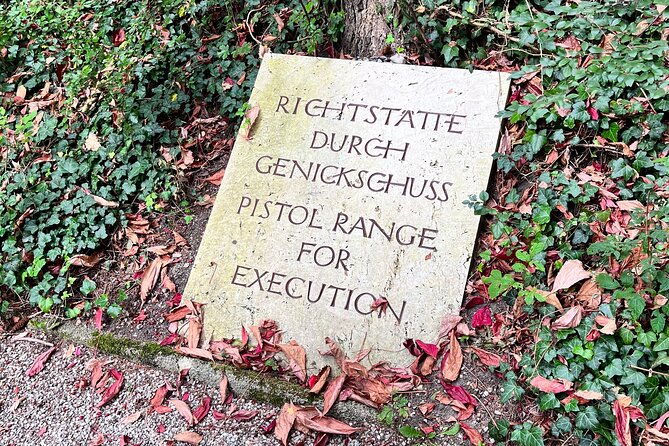 RICHTSTÄTTE
DURCH
GENICKSCHUSS
PISTOL RANGE
FOR
EXECUTION